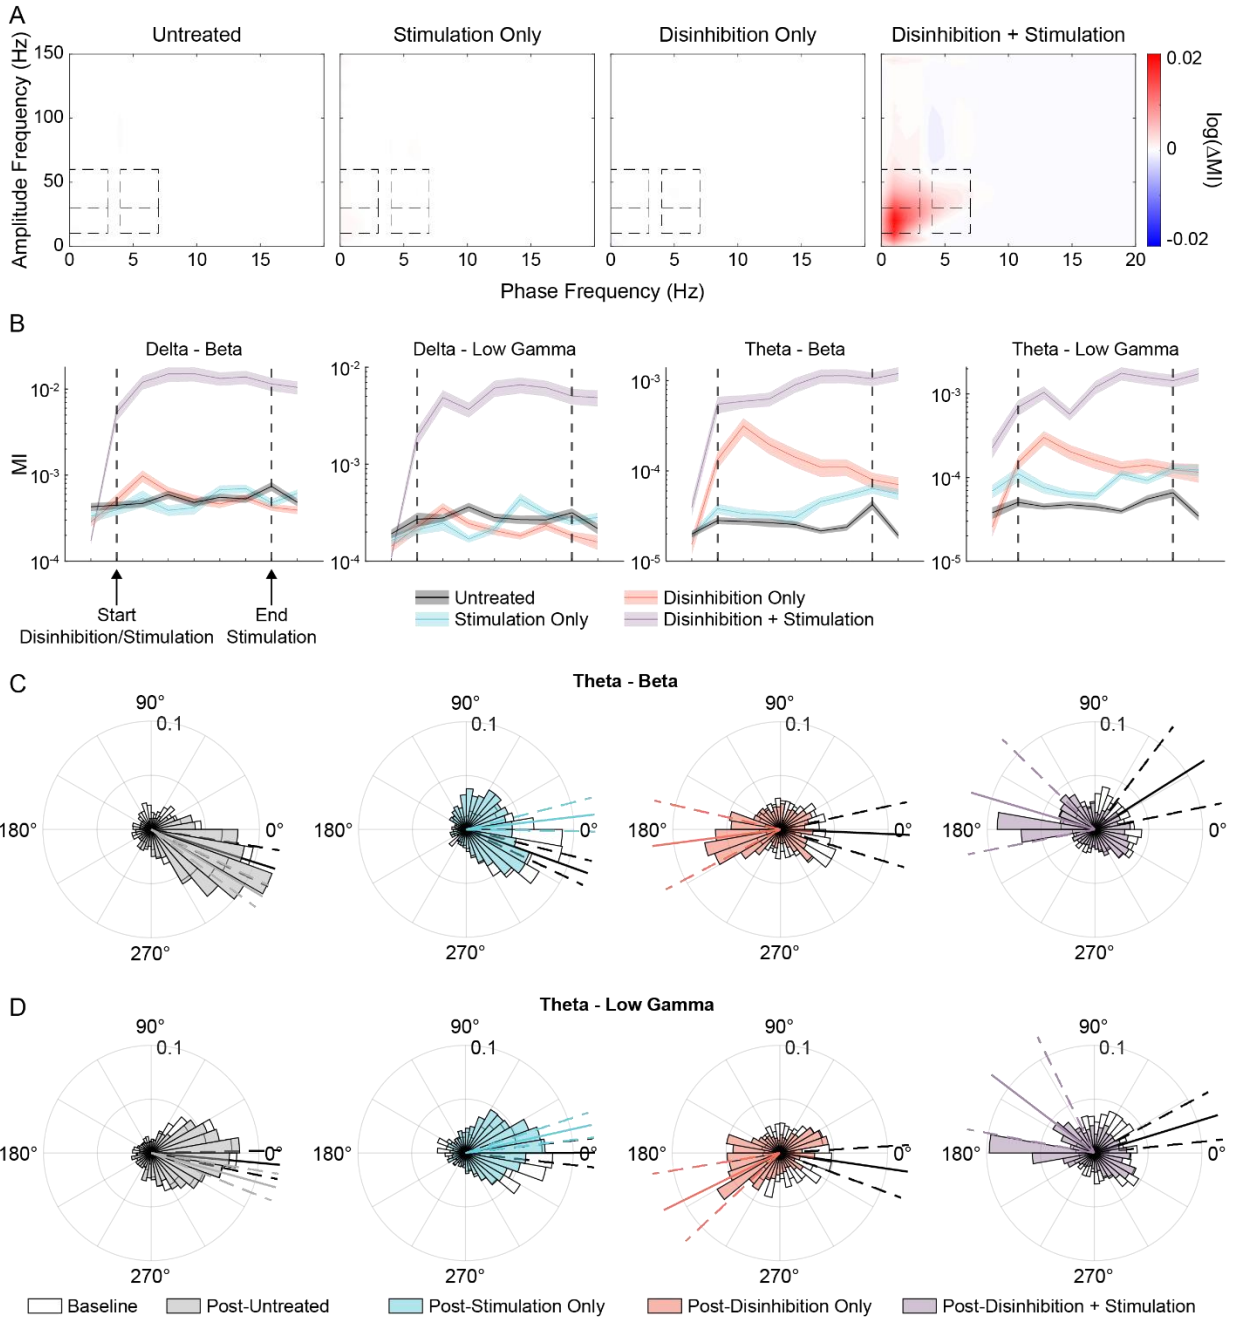 A
Untreated
Stimulation Only
Disinhibition Only
Disinhibition + Stimulation
Amplitude Frequency (Hz)
150
100
50
0
0 5 10 15
0 5 10 15
0 5 10 15
0 5 10 15 20
0.02
0
-0.02
log(ΔMI)
Phase Frequency (Hz)
B
Delta - Beta
Delta - Low Gamma
Theta - Beta
Theta - Low Gamma
MI
10-2
10-3
10-4
10-2
10-3
10-4
10-3
10-4
10-5
10-3
10-4
10-5
Start
Disinhibition/Stimulation
End
Stimulation
Untreated
Stimulation Only
Disinhibition Only
Disinhibition + Stimulation
C
Theta - Beta
90°
0.1
180°
0°
270°
90°
0.1
180°
0°
270°
90°
0.1
180°
0°
270°
90°
0.1
180°
0°
270°
D
Theta - Low Gamma
90°
0.1
180°
0°
270°
90°
0.1
180°
0°
270°
90°
0.1
180°
0°
270°
90°
0.1
180°
0°
270°
Baseline
Post-Untreated
Post-Stimulation Only
Post-Disinhibition Only
Post-Disinhibition + Stimulation